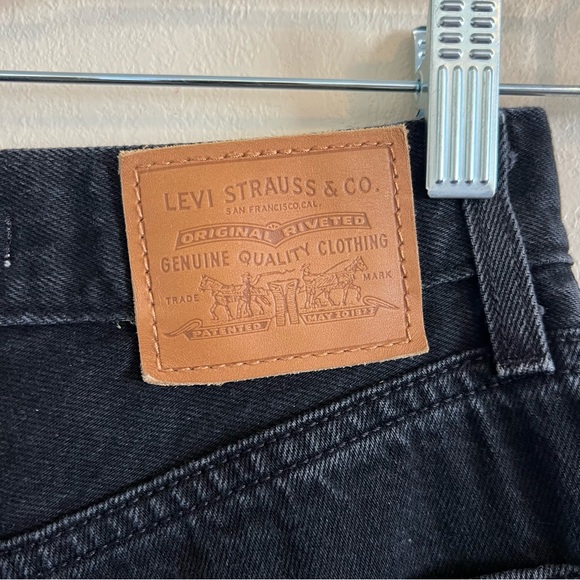 LEVI STRAUSS & CO.
SAN FRANCISCO, CAL.
ORIGINAL RIVETED
GENUINE QUALITY CLOTHING
TRADE MARK
PATENTED MAY 20 1873